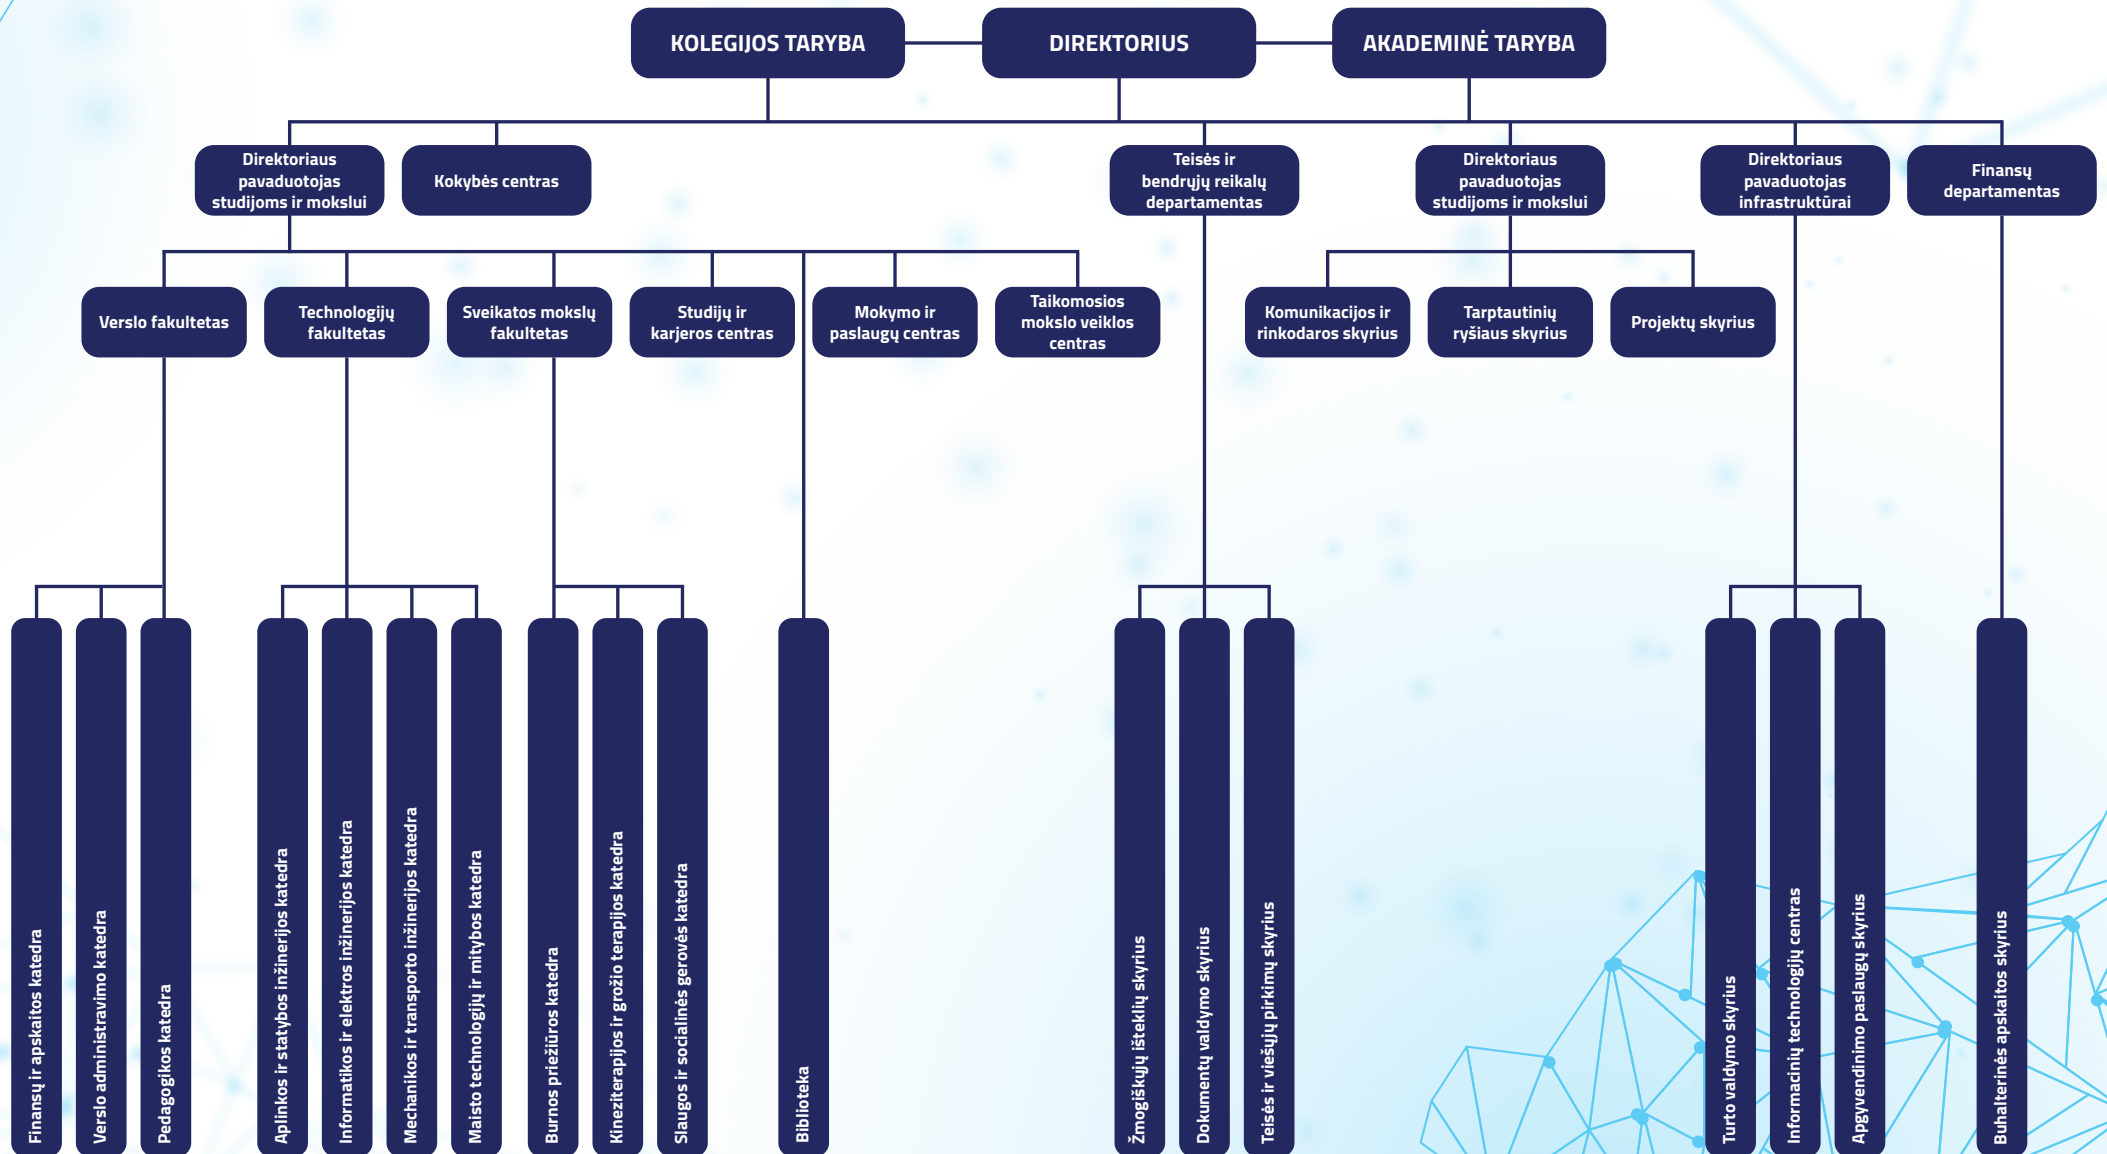 KOLEGIJOS TARYBA
DIREKTORIUS
AKADEMINĖ TARYBA
Direktoriaus
pavaduotojas
studijoms ir mokslui
Kokybės centras
Teisės ir
bendrųjų reikalų
departamentas
Direktoriaus
pavaduotojas
studijoms ir mokslui
Direktoriaus
pavaduotojas
infrastruktūrai
Finansų
departamentas
Verslo fakultetas
Technologijų
fakultetas
Sveikatos mokslų
fakultetas
Studijų ir
karjeros centras
Mokymo ir
paslaugų centras
Taikomosios
mokslo veiklos
centras
Komunikacijos ir
rinkodaros skyrius
Tarptautinių
ryšiaus skyrius
Projektų skyrius
Finansų ir apskaitos katedra
Verslo administravimo katedra
Pedagogikos katedra
Aplinkos ir statybos inžinerijos katedra
Informatikos ir elektros inžinerijos katedra
Mechanikos ir transporto inžinerijos katedra
Maisto technologijų ir mitybos katedra
Burnos priežiūros katedra
Kineziterapijos ir grožio terapijos katedra
Slaugos ir socialinės gerovės katedra
Biblioteka
Žmogiškųjų išteklių skyrius
Dokumentų valdymo skyrius
Teisės ir viešųjų pirkimų skyrius
Turto valdymo skyrius
Informacinių technologijų centras
Apgyvendinimo paslaugų skyrius
Buhalterinės apskaitos skyrius